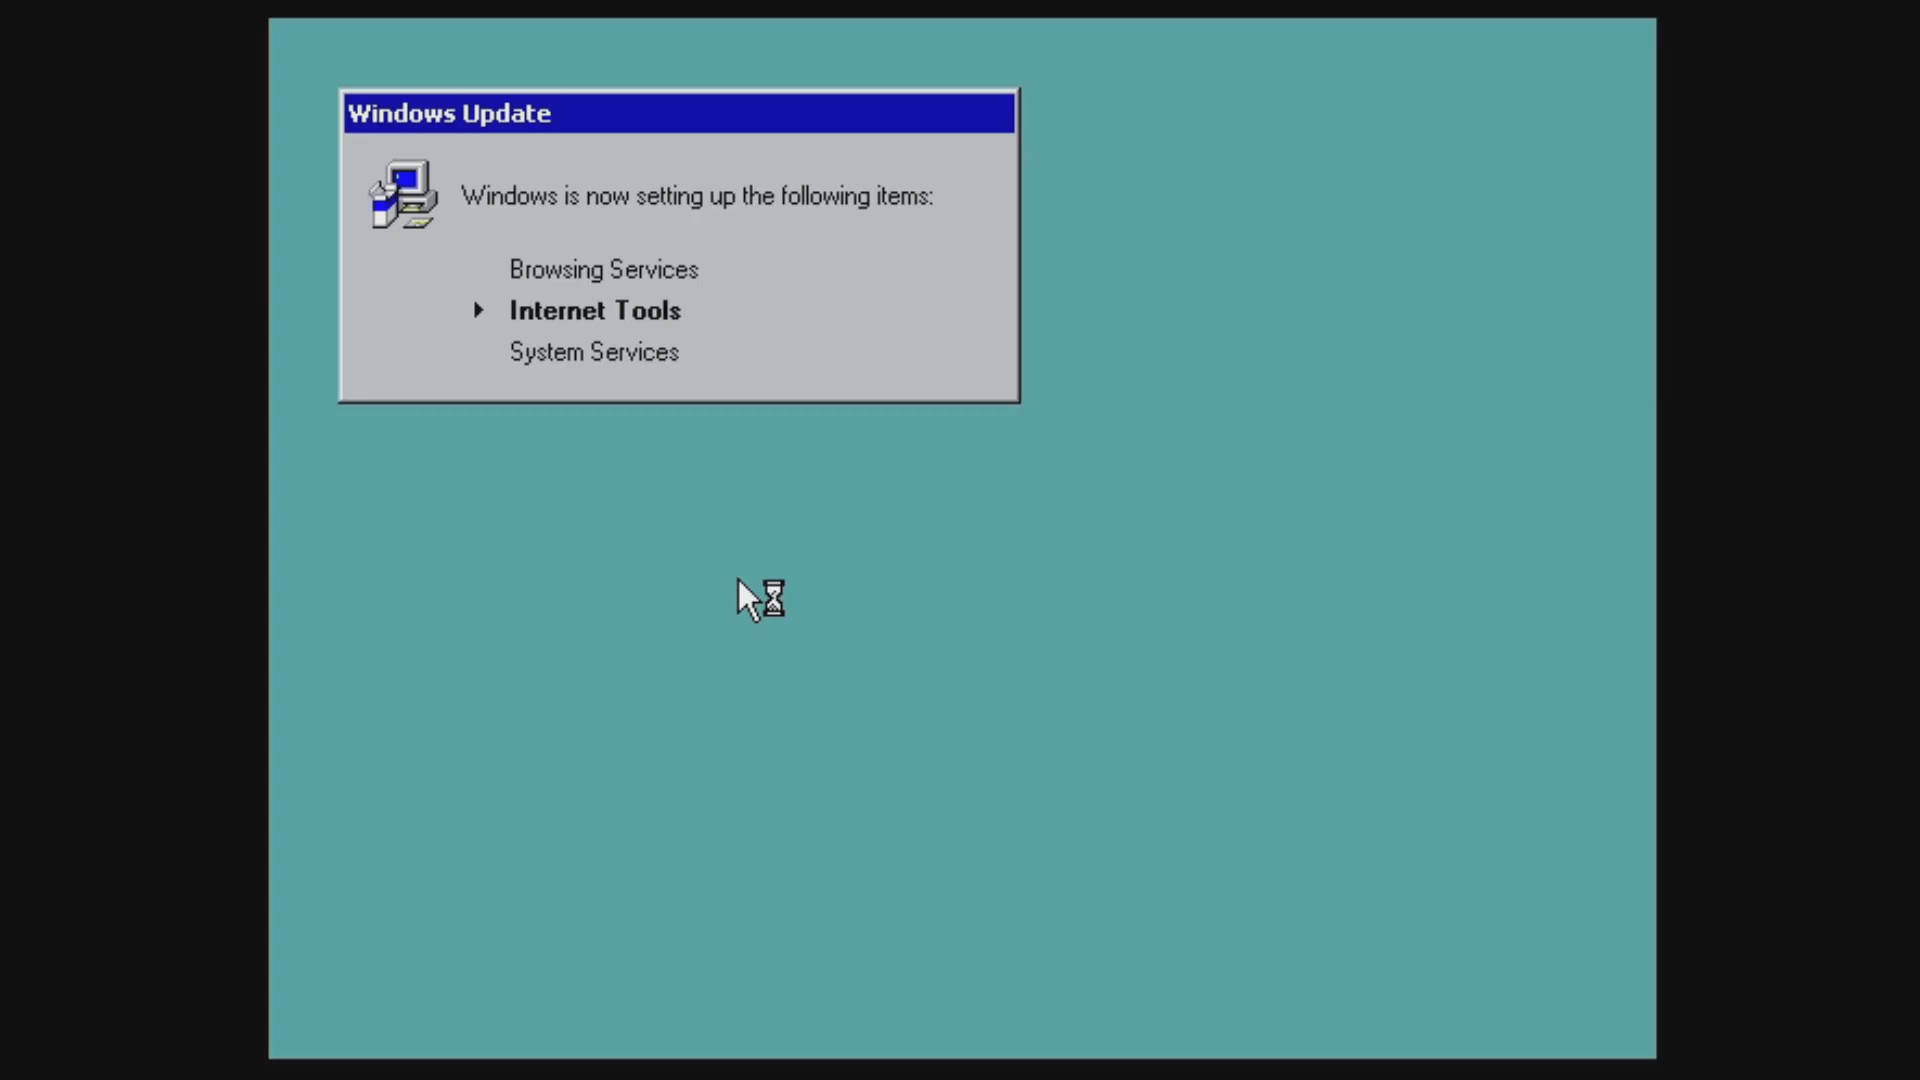 Windows Update
Windows is now setting up the following items:
Browsing Services
Internet Tools
System Services